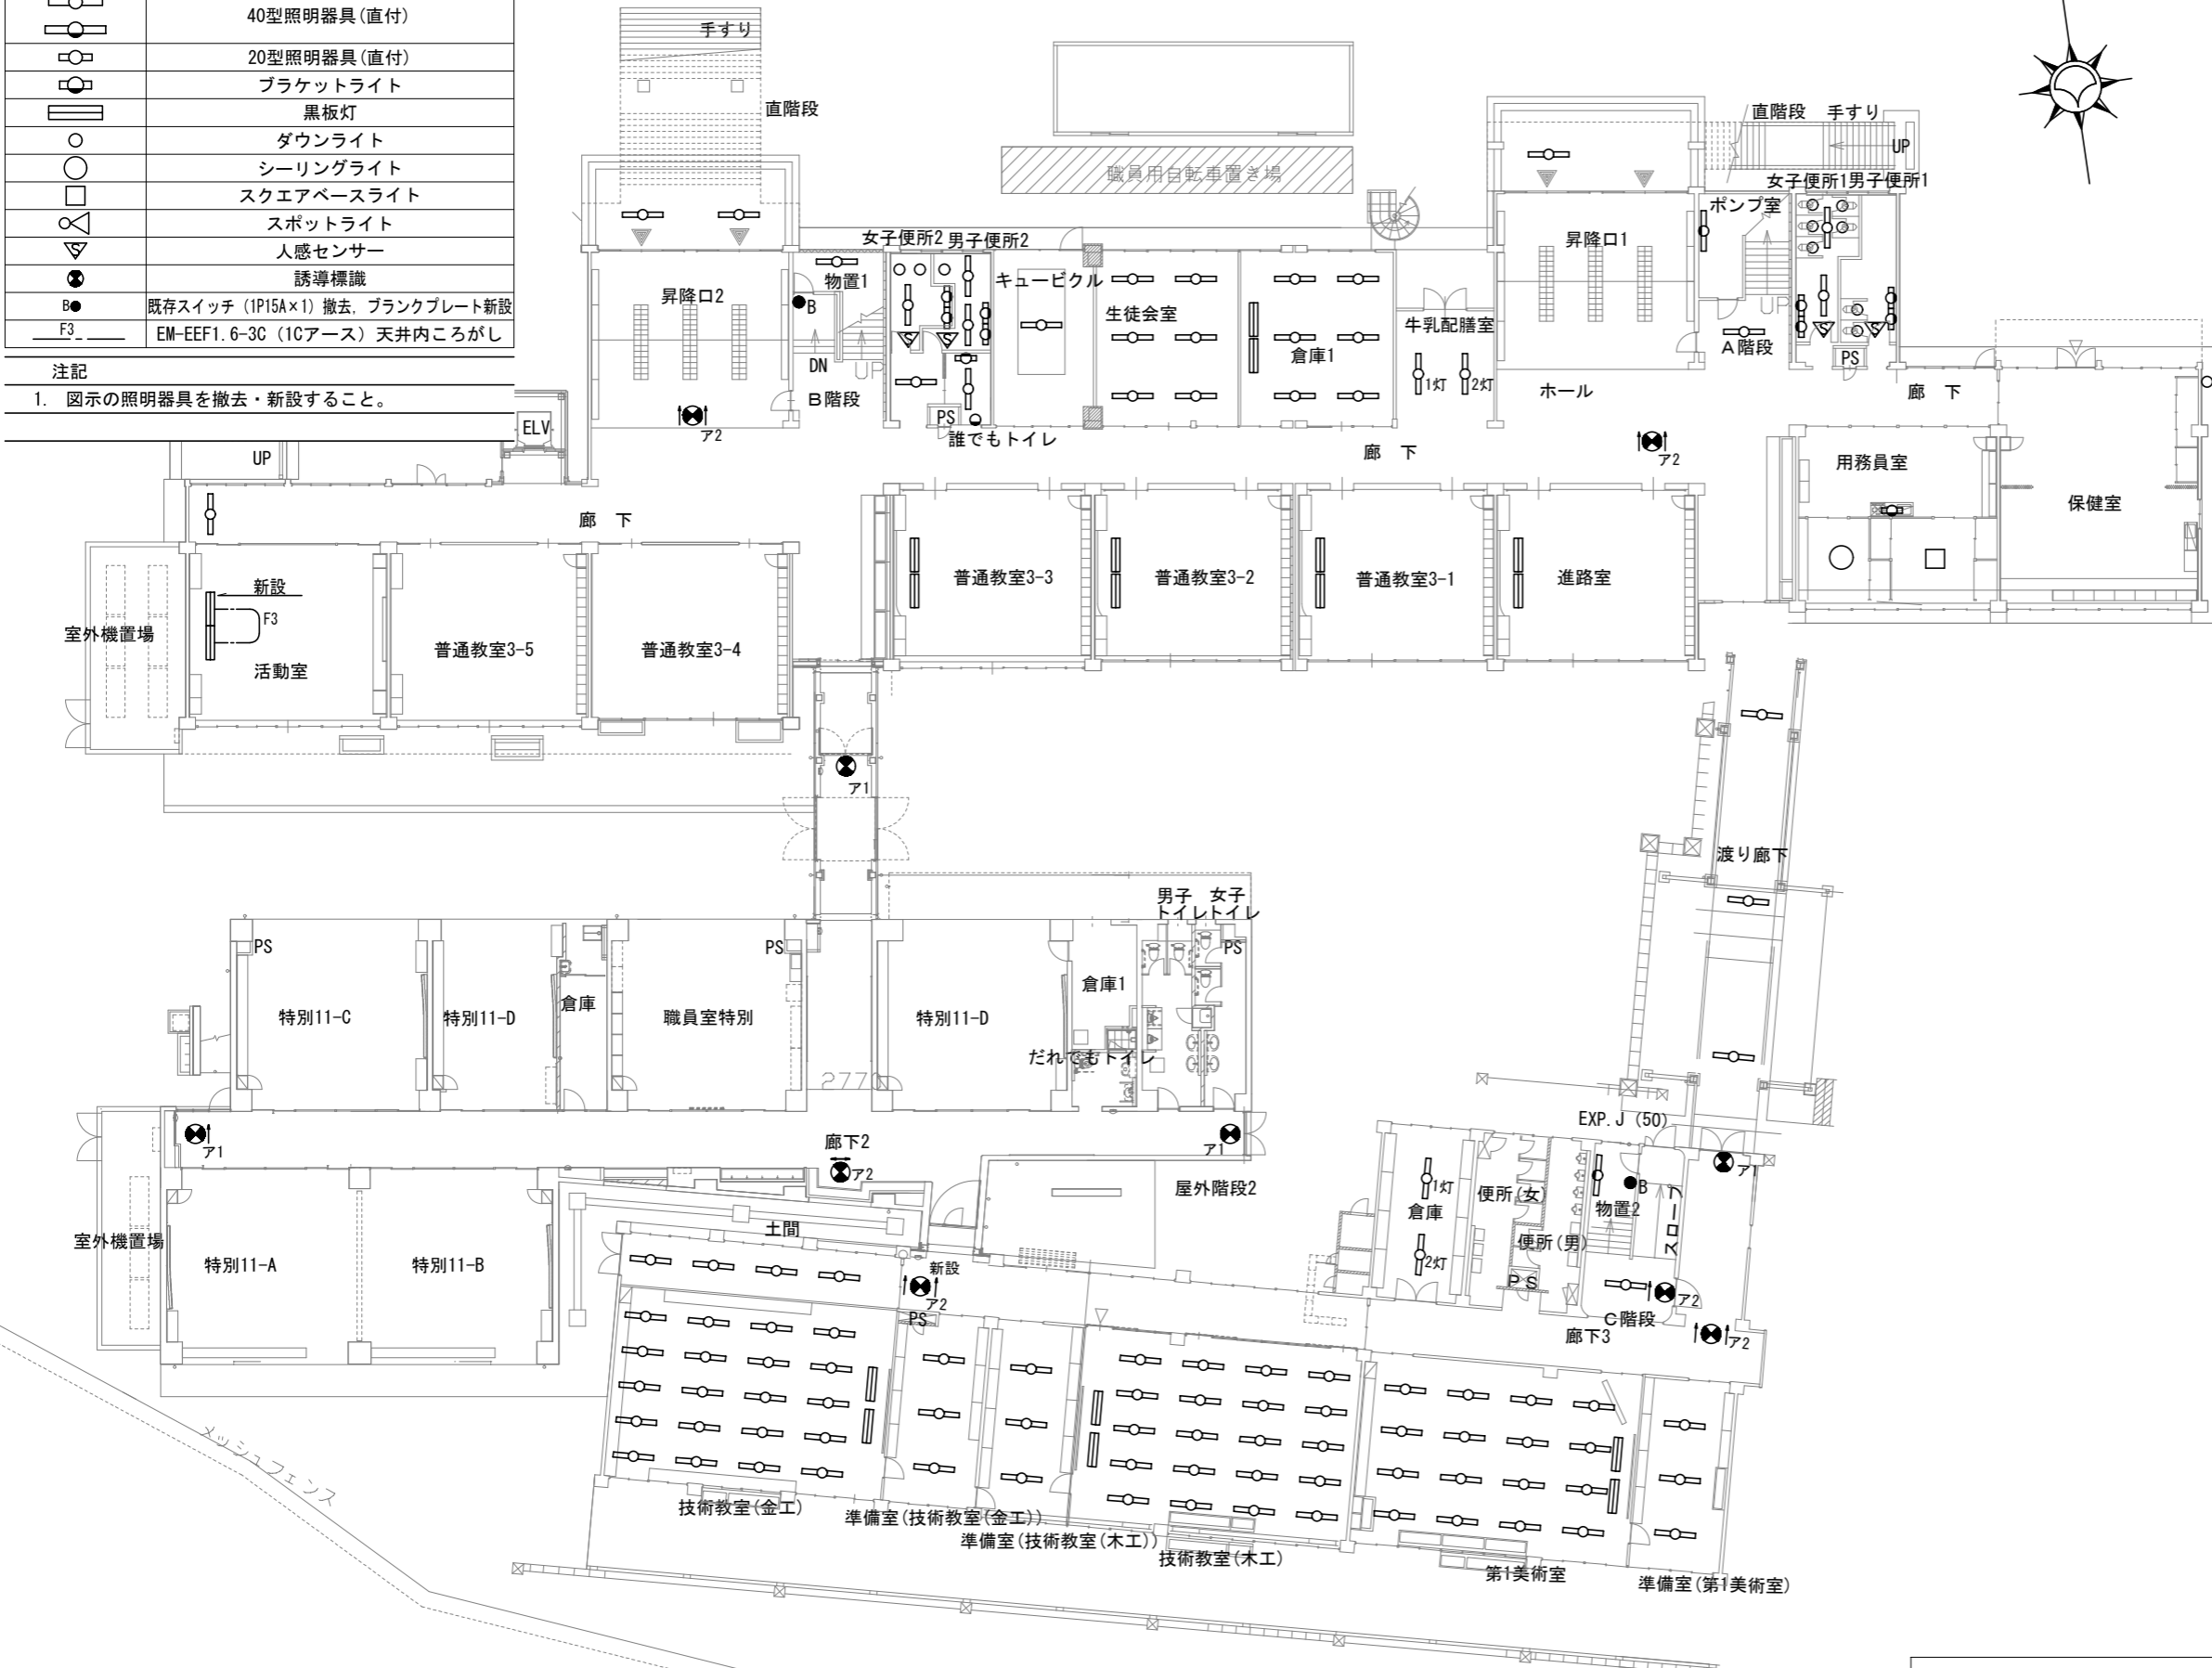 40型照明器具(直付)
20型照明器具(直付)
ブラケットライト
黒板灯
ダウンライト
シーリングライト
スクエアベースライト
スポットライト
S 人感センサー
誘導標識
B● 既存スイッチ（1P15A×1）撤去，ブランクプレート新設
F3 EM-EEF1.6-3C（1Cアース）天井内ころがし
注記
1. 図示の照明器具を撤去・新設すること。
手すり
直階段
職員用自転車置き場
直階段 手すり
UP
女子便所1 男子便所1
ポンプ室
昇降口1
UP
A階段
PS
S
S
女子便所2 男子便所2
物置1
キュービクル
昇降口2
B
生徒会室
倉庫1
牛乳配膳室
1灯
2灯
S
S
DN
UP
B階段
PS
誰でもトイレ
ホール
廊 下
ア2
ELV
UP
廊 下
ア2
用務員室
保健室
廊 下
普通教室3-3
普通教室3-2
普通教室3-1
進路室
新設
F3
室外機置場
活動室
普通教室3-5
普通教室3-4
ア1
渡り廊下
男子トイレ
女子トイレ
PS
PS
PS
特別11-C
特別11-D
倉庫
職員室特別
特別11-D
倉庫1
だれでもトイレ
277
EXP.J (50)
ア1
廊下2
ア2
ア1
屋外階段2
室外機置場
特別11-A
特別11-B
土間
新設
ア2
PS
1灯
倉庫
2灯
便所(女)
便所(男)
PS
物置2
B
スロープ
ア1
ア2
C階段
廊下3
ア2
メッシュフェンス
技術教室(金工)
準備室(技術教室(金工))
準備室(技術教室(木工))
技術教室(木工)
第1美術室
準備室(第1美術室)